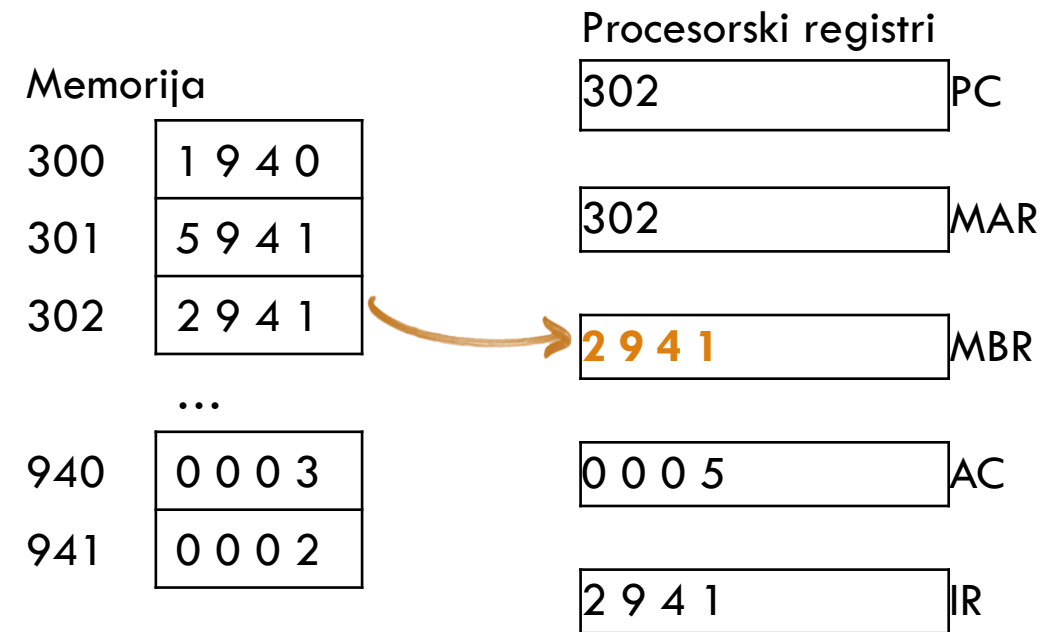 Procesorski registri
Memorija
302 PC
300 1 9 4 0
302 MAR
301 5 9 4 1
302 2 9 4 1
2 9 4 1 MBR
...
940 0 0 0 3
0 0 0 5 AC
941 0 0 0 2
2 9 4 1 IR